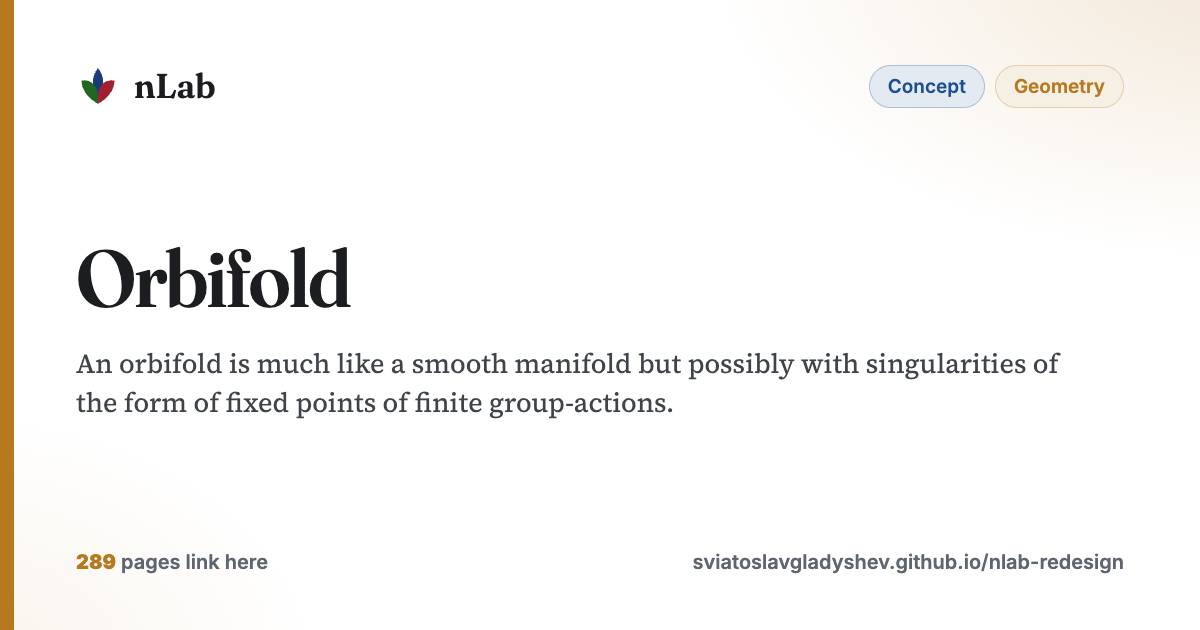 nLab
Concept
Geometry
Orbifold
An orbifold is much like a smooth manifold but possibly with singularities of
the form of fixed points of finite group-actions.
289 pages link here
sviatoslavgladyshev.github.io/nlab-redesign